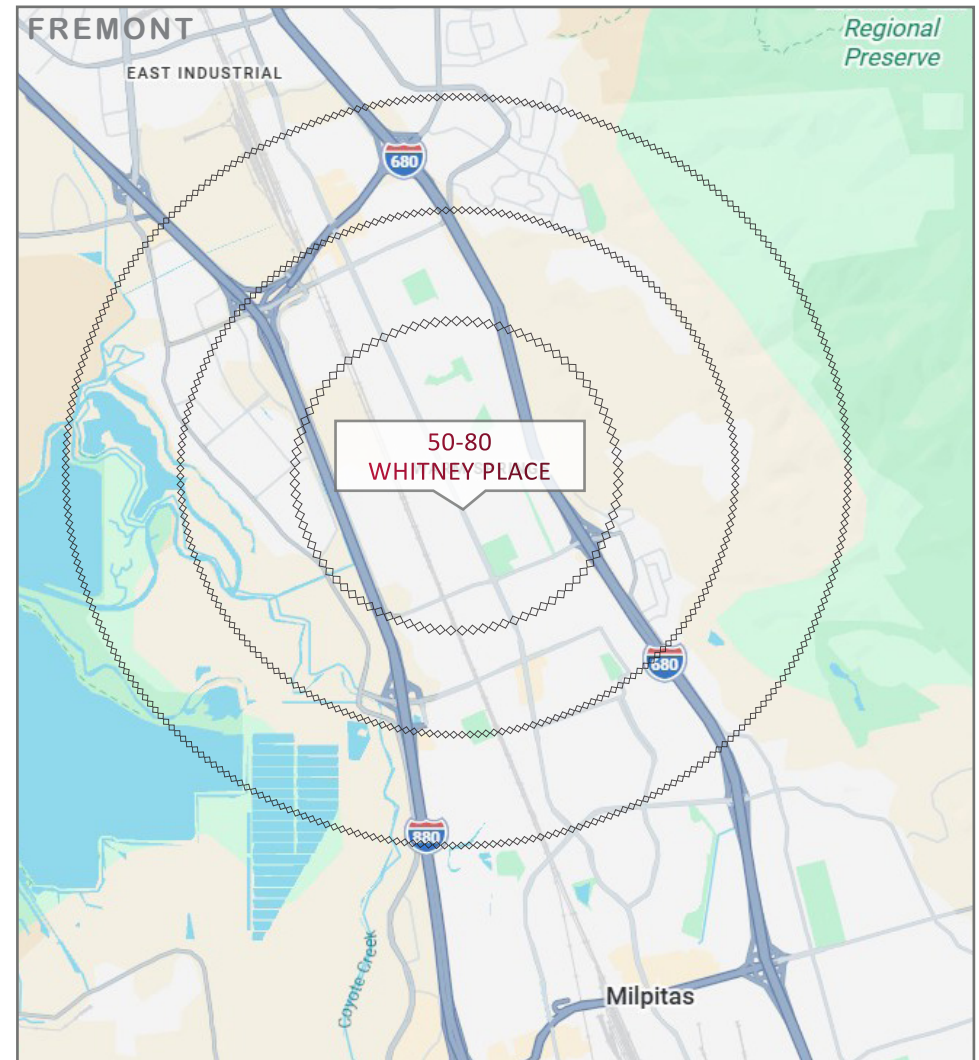 FREMONT
Regional
Preserve
EAST INDUSTRIAL
680
50-80
WHITNEY PLACE
680
880
Coyote Creek
Milpitas